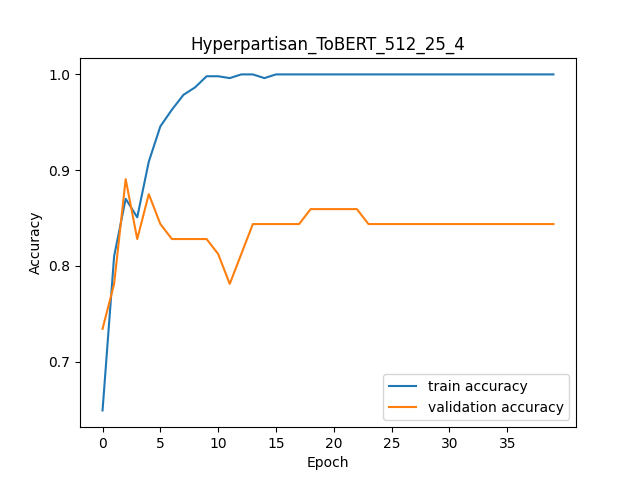 Hyperpartisan_ToBERT_512_25_4
1.0
0.9
0.8
0.7
Accuracy
0 5 10 15 20 25 30 35
Epoch
train accuracy
validation accuracy